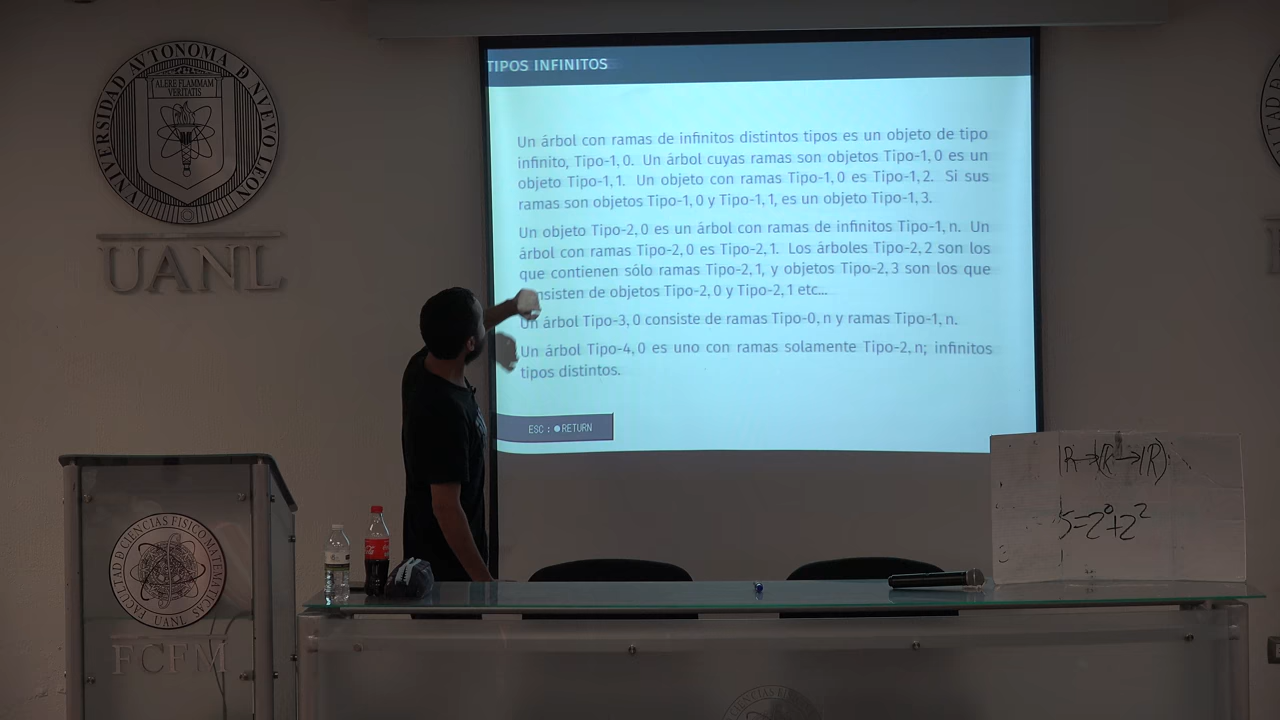 UNIVERSIDAD AVTONOMA D NVEVO LEON
ALERE FLAMMAM
VERITATIS
UANL
TIPOS INFINITOS
Un árbol con ramas de infinitos distintos tipos es un objeto de tipo
infinito, Tipo-1, 0. Un árbol cuyas ramas son objetos Tipo-1, 0 es un
objeto Tipo-1, 1. Un objeto con ramas Tipo-1, 0 es Tipo-1, 2. Si sus
ramas son objetos Tipo-1, 0 y Tipo-1, 1, es un objeto Tipo-1, 3.
Un objeto Tipo-2, 0 es un árbol con ramas de infinitos Tipo-1, n. Un
árbol con ramas Tipo-2, 0 es Tipo-2, 1. Los árboles Tipo-2, 2 son los
que contienen sólo ramas Tipo-2, 1, y objetos Tipo-2, 3 son los que
nsisten de objetos Tipo-2, 0 y Tipo-2, 1 etc...
Un árbol Tipo-3, 0 consiste de ramas Tipo-0, n y ramas Tipo-1, n.
Un árbol Tipo-4, 0 es uno con ramas solamente Tipo-2, n; infinitos
tipos distintos.
ESC : ●RETURN
ℝ→(ℝ→ℝ)
5=2⁰+2²
FACULTAD D CIENCIAS FISICO MATEMATICAS
UANL
FCFM